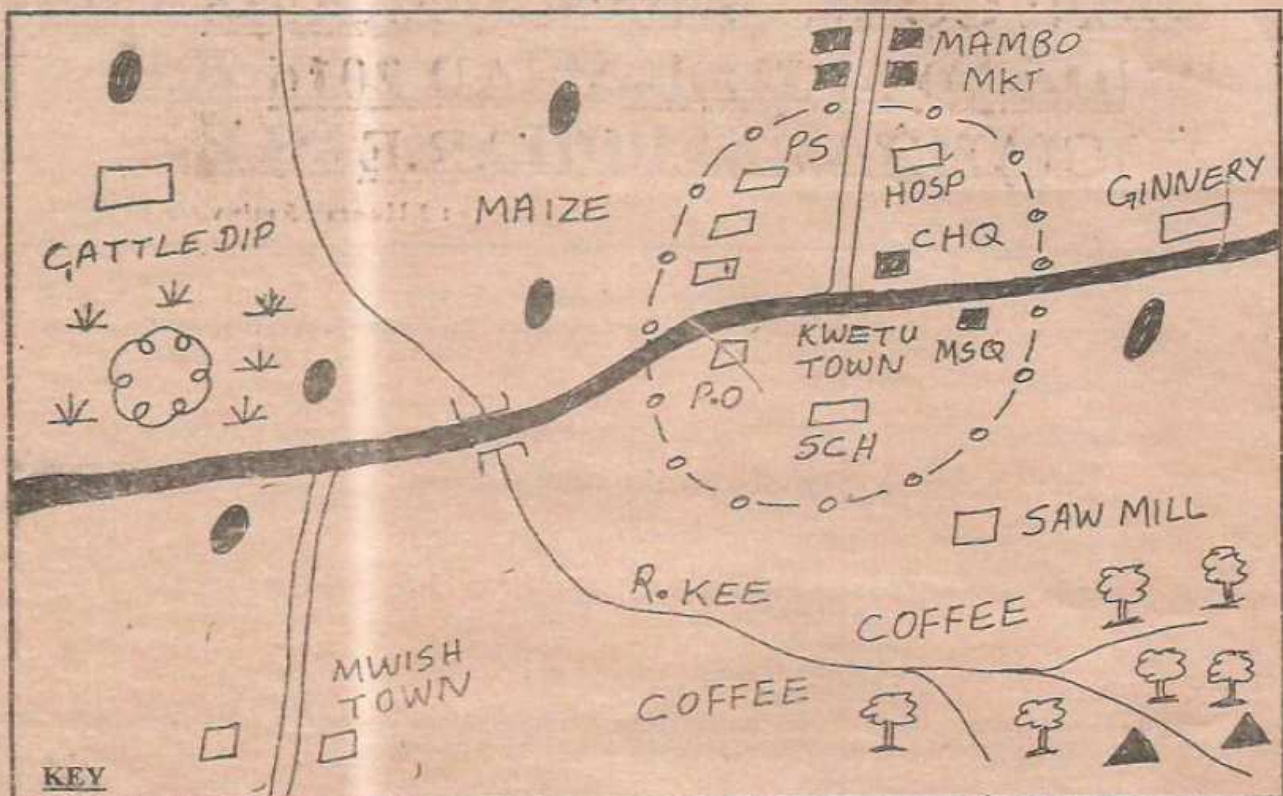 MAMBO
MKT
PS
HOSP
GINNERY
MAIZE
CATTLE DIP
CHQ
KWETU
TOWN
MSQ
P.O
SCH
SAW MILL
R. KEE
COFFEE
MWISH
TOWN
COFFEE
KEY